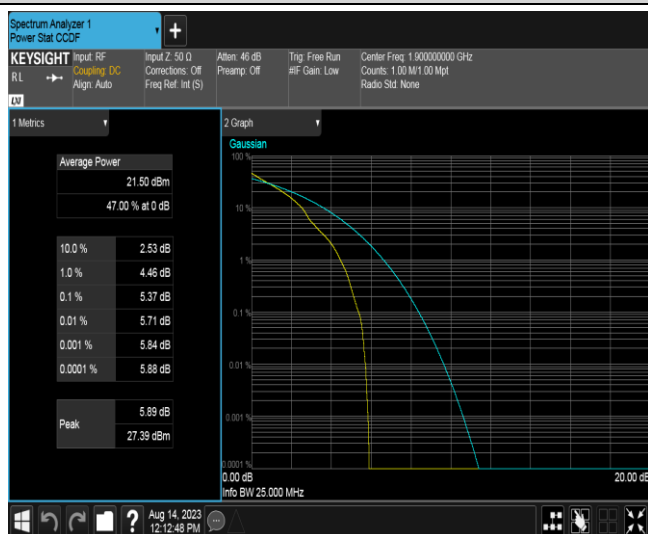 Spectrum Analyzer 1
Power Stat CCDF
KEYSIGHT
RL
LXI
Input: RF
Coupling: DC
Align: Auto
Input Z: 50 Ω
Corrections: Off
Freq Ref: Int (S)
Atten: 46 dB
Preamp: Off
Trig: Free Run
#IF Gain: Low
Center Freq: 1.900000000 GHz
Counts: 1.00 M/1.00 Mpt
Radio Std: None
1 Metrics
Average Power
21.50 dBm
47.00 % at 0 dB
10.0 % 2.53 dB
1.0 % 4.46 dB
0.1 % 5.37 dB
0.01 % 5.71 dB
0.001 % 5.84 dB
0.0001 % 5.88 dB
Peak
5.89 dB
27.39 dBm
2 Graph
Gaussian
100 %
10 %
1 %
0.1 %
0.01 %
0.001 %
0.0001 %
0.00 dB
20.00 dB
Info BW 25.000 MHz
Aug 14, 2023
12:12:48 PM